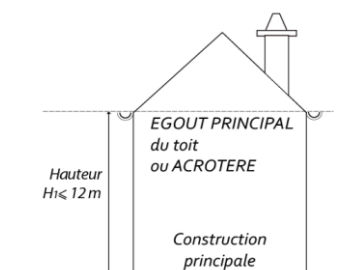 EGOUT PRINCIPAL
du toit
ou ACROTERE
Hauteur
H1⩽ 12 m
Construction
principale